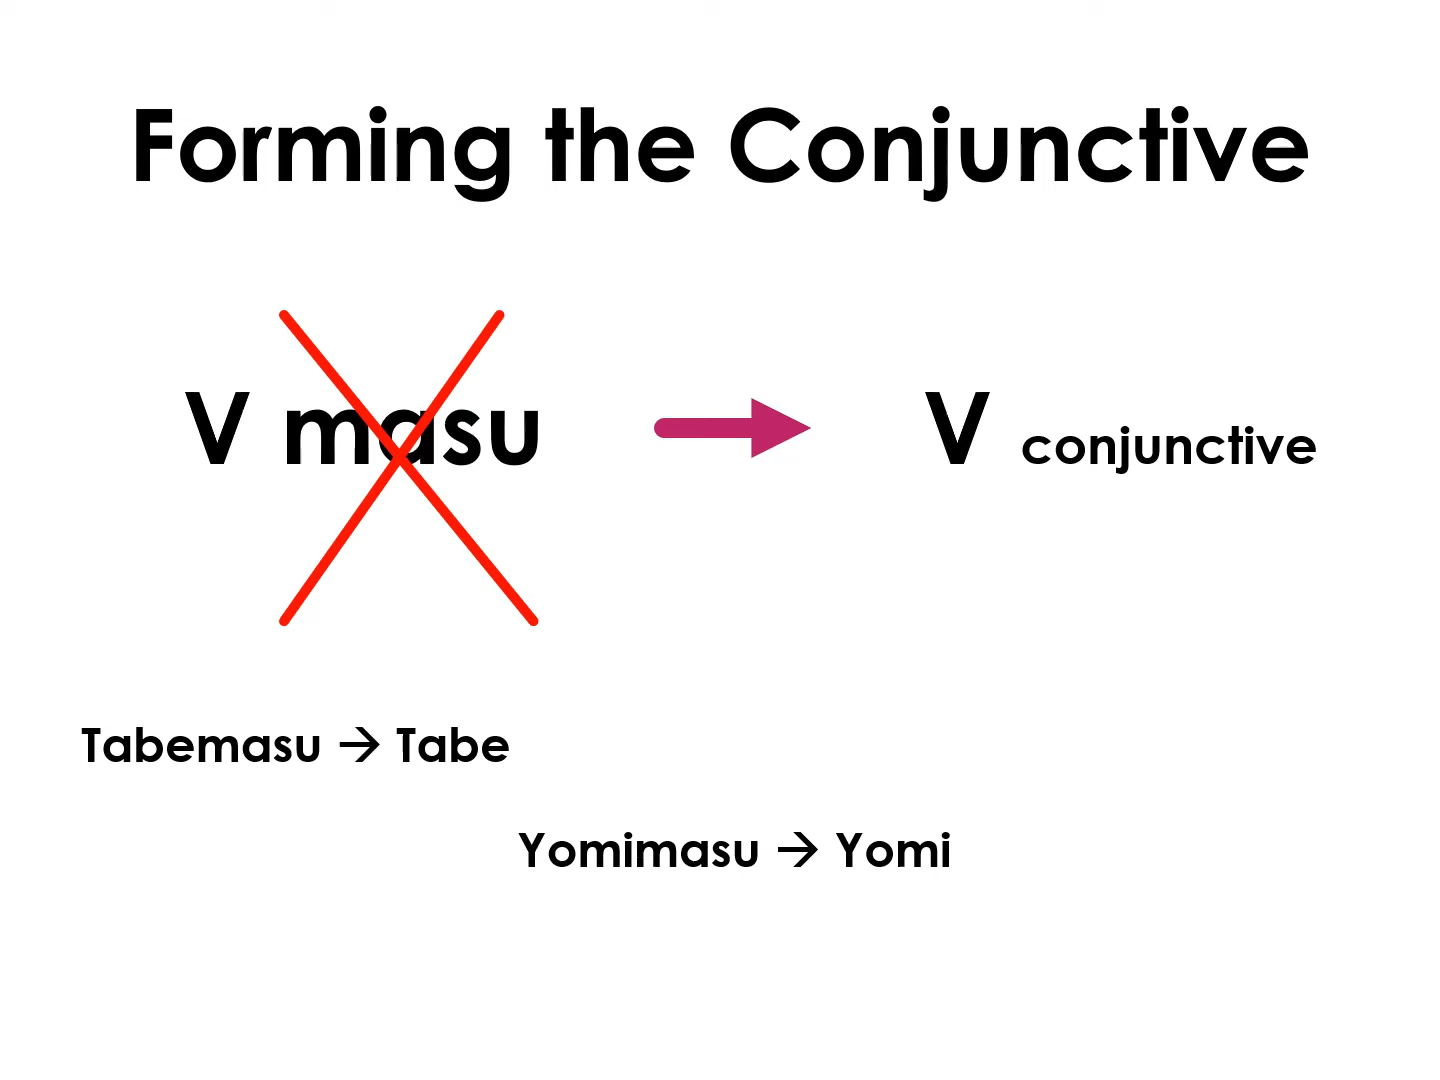 Forming the Conjunctive
V masu V conjunctive
Tabemasu → Tabe
Yomimasu → Yomi